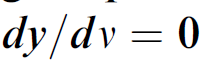 dy/dv = 0